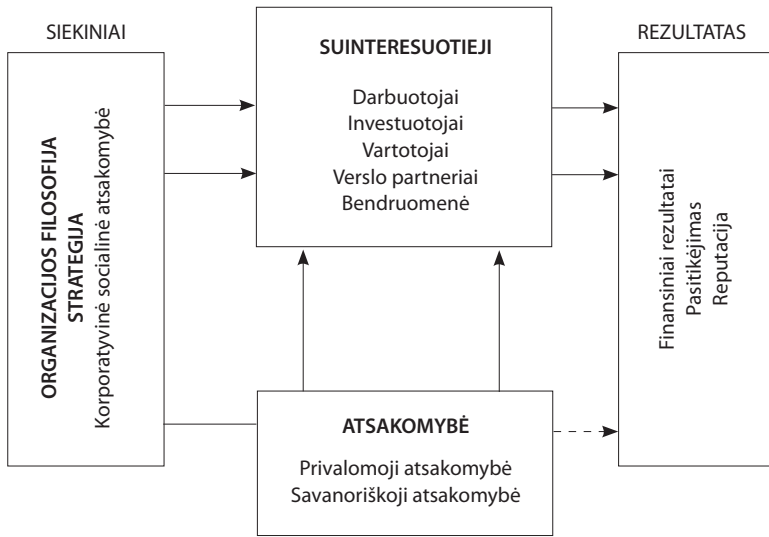 SIEKINIAI
ORGANIZACIJOS FILOSOFIJA
STRATEGIJA
Korporatyvinė socialinė atsakomybė
SUINTERESUOTIEJI
Darbuotojai
Investuotojai
Vartotojai
Verslo partneriai
Bendruomenė
ATSAKOMYBĖ
Privalomoji atsakomybė
Savanoriškoji atsakomybė
REZULTATAS
Finansiniai rezultatai
Pasitikėjimas
Reputacija